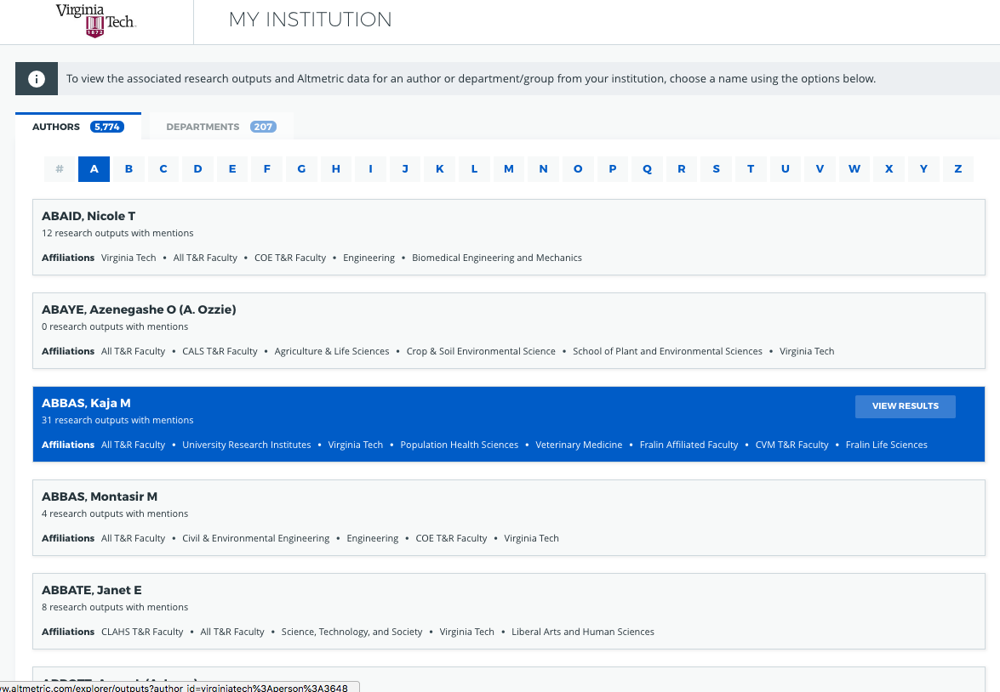 Virginia
Tech
1872
MY INSTITUTION
To view the associated research outputs and Altmetric data for an author or department/group from your institution, choose a name using the options below.
AUTHORS 5,774 DEPARTMENTS 207
# A B C D E F G H I J K L M N O P Q R S T U V W X Y Z
ABAID, Nicole T
12 research outputs with mentions
Affiliations Virginia Tech • All T&R Faculty • COE T&R Faculty • Engineering • Biomedical Engineering and Mechanics
ABAYE, Azenegashe O (A. Ozzie)
0 research outputs with mentions
Affiliations All T&R Faculty • CALS T&R Faculty • Agriculture & Life Sciences • Crop & Soil Environmental Science • School of Plant and Environmental Sciences • Virginia Tech
ABBAS, Kaja M
VIEW RESULTS
31 research outputs with mentions
Affiliations All T&R Faculty • University Research Institutes • Virginia Tech • Population Health Sciences • Veterinary Medicine • Fralin Affiliated Faculty • CVM T&R Faculty • Fralin Life Sciences
ABBAS, Montasir M
4 research outputs with mentions
Affiliations All T&R Faculty • Civil & Environmental Engineering • Engineering • COE T&R Faculty • Virginia Tech
ABBATE, Janet E
8 research outputs with mentions
Affiliations CLAHS T&R Faculty • All T&R Faculty • Science, Technology, and Society • Virginia Tech • Liberal Arts and Human Sciences
w.altmetric.com/explorer/outputs?author_id=virginiatech%3Aperson%3A3648